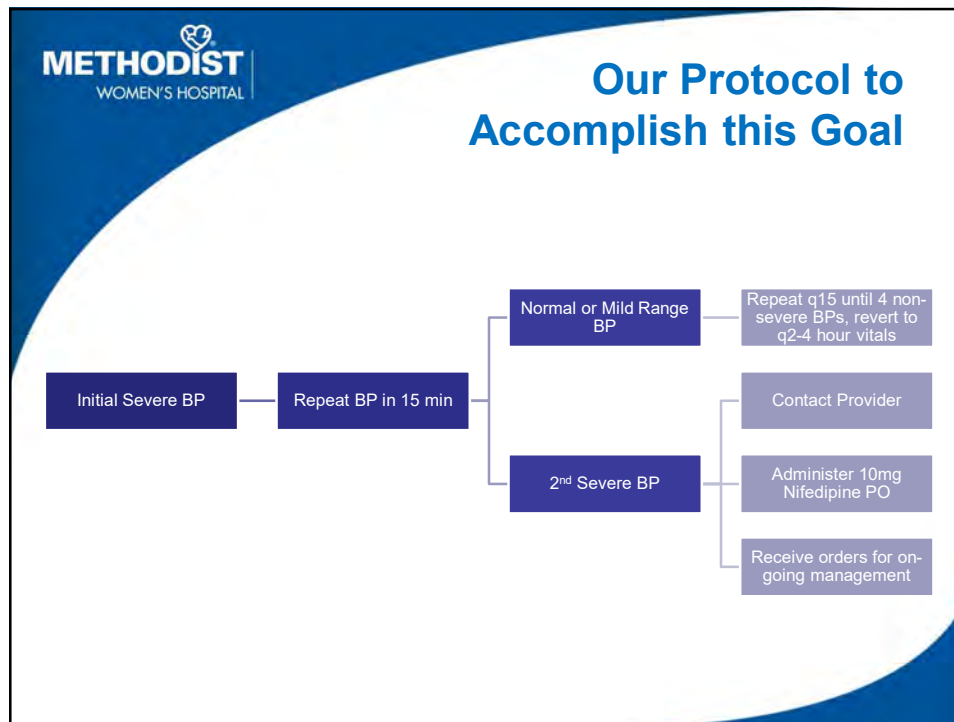 METHODIST
WOMEN'S HOSPITAL
Our Protocol to
Accomplish this Goal
Initial Severe BP
Repeat BP in 15 min
Normal or Mild Range
BP
Repeat q15 until 4 non-
severe BPs, revert to
q2-4 hour vitals
2nd Severe BP
Contact Provider
Administer 10mg
Nifedipine PO
Receive orders for on-
going management